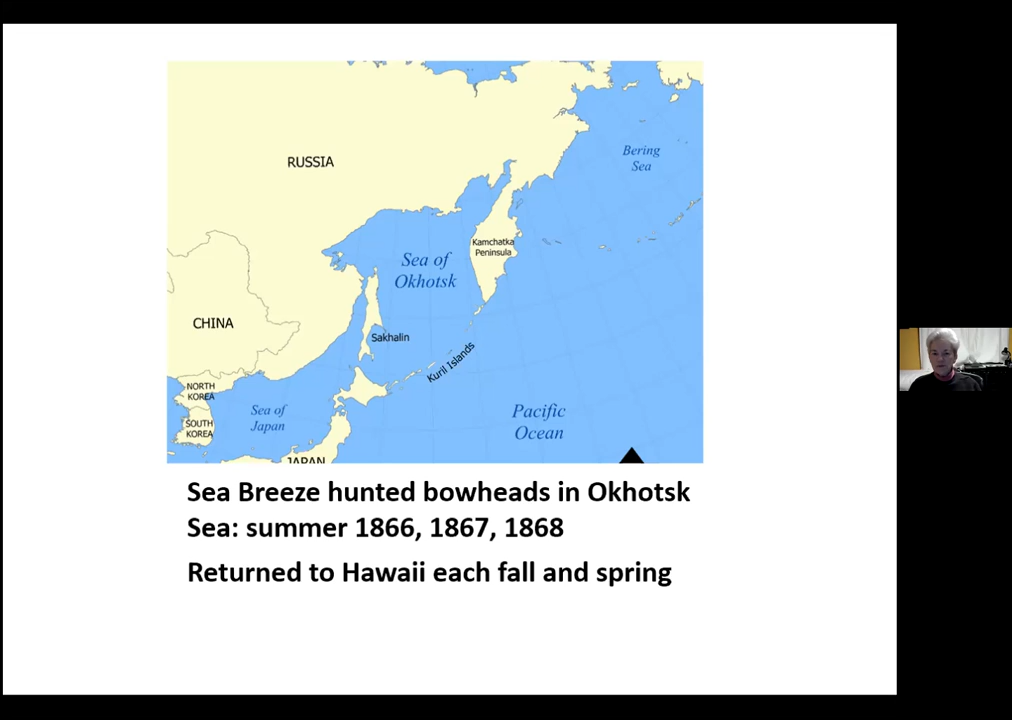 RUSSIA
Bering
Sea
Kamchatka
Peninsula
Sea of
Okhotsk
CHINA
Sakhalin
Kuril Islands
NORTH
KOREA
Sea of
Japan
Pacific
Ocean
SOUTH
KOREA
JAPAN
Sea Breeze hunted bowheads in Okhotsk
Sea: summer 1866, 1867, 1868
Returned to Hawaii each fall and spring